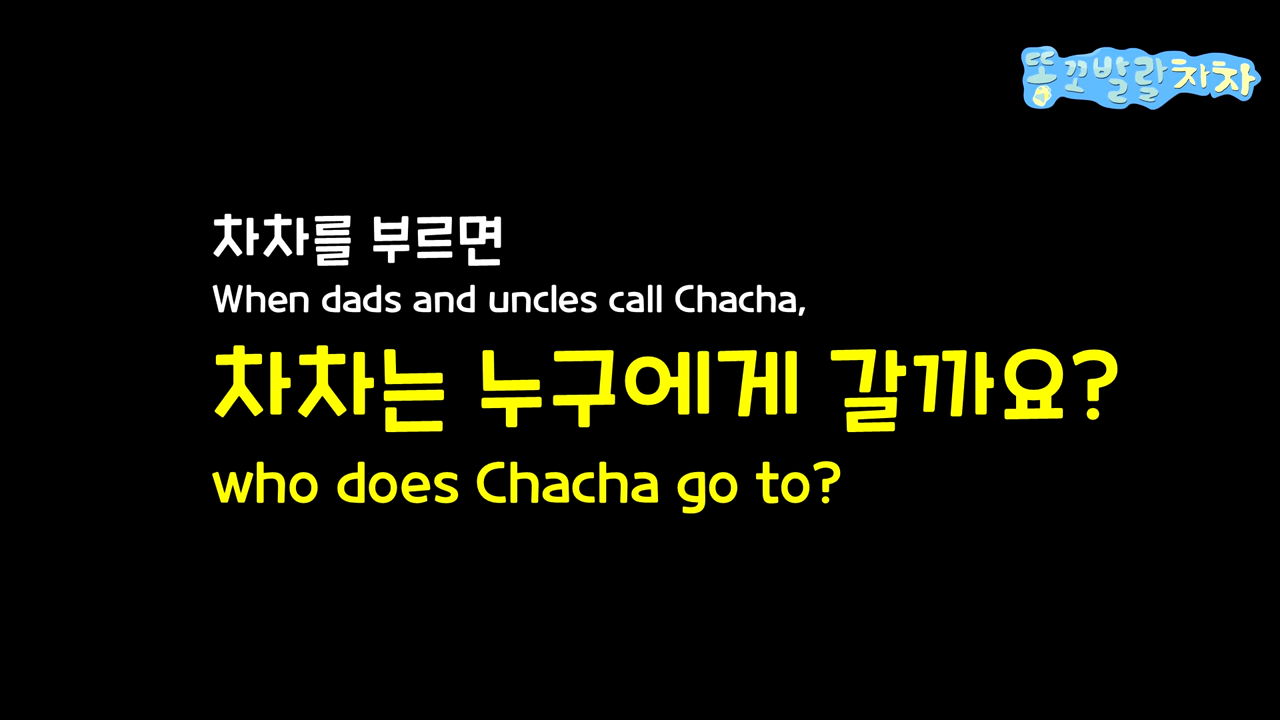 똥꼬발랄차차
차차를 부르면
When dads and uncles call Chacha,
차차는 누구에게 갈까요?
who does Chacha go to?